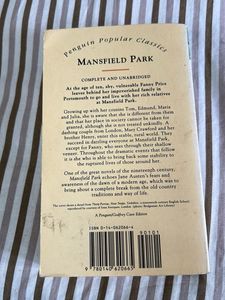 Penguin Popular Classics
MANSFIELD PARK
COMPLETE AND UNABRIDGED
At the age of ten, shy, vulnerable Fanny Price
leaves behind her impoverished family in
Portsmouth to go and live with her rich relatives
at Mansfield Park.
Growing up with her cousins Tom, Edmund, Maria
and Julia, she is aware that she is different from them
and that her place in society cannot be taken for
granted, although she is not treated unkindly. A
dashing couple from London, Mary Crawford and her
brother Henry, enter this stable, rural world. They
succeed in dazzling everyone at Mansfield Park,
except for Fanny, who sees through their shallow
veneer. Throughout the dramatic events that follow
it is she who is able to bring back some stability to
the ruptured lives of those around her.
One of the great novels of the nineteenth century,
Mansfield Park echoes Jane Austen's fears and
awareness of the dawn of a modern age, which was to
bring about a complete break from the old traditions
and way of life.
A Penguin/Godfrey Cave Edition
ISBN 0-14-062066-4
90101
9 780140 620665